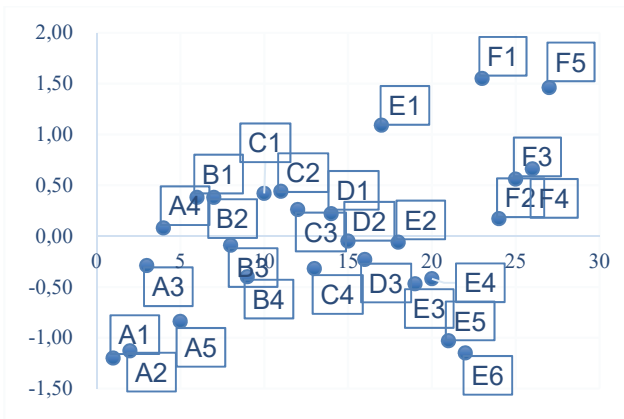 2,00
F1 F5
1,50
E1
1,00
C1
F3
B1 C2
0,50
A4 D1
B2 D2 E2 F2 F4
C3
0,00
0 5 10 15 20 25 30
A3 B3 D3 E4
-0,50
B4 C4 E3
A1 A5 E5
-1,00
A2 E6
-1,50